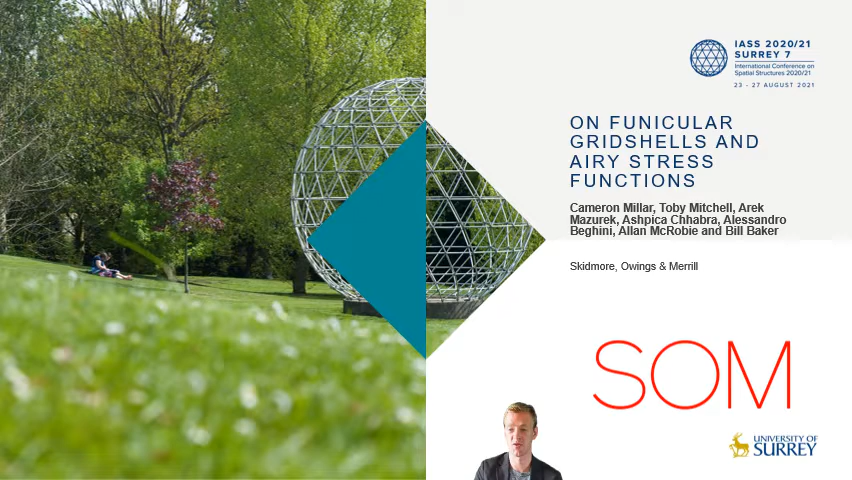 IASS 2020/21
SURREY 7
International Conference on
Spatial Structures 2020/21
23 - 27 AUGUST 2021
ON FUNICULAR
GRIDSHELLS AND
AIRY STRESS
FUNCTIONS
Cameron Millar, Toby Mitchell, Arek
Mazurek, Ashpica Chhabra, Alessandro
Beghini, Allan McRobie and Bill Baker
Skidmore, Owings & Merrill
SOM
UNIVERSITY OF
SURREY